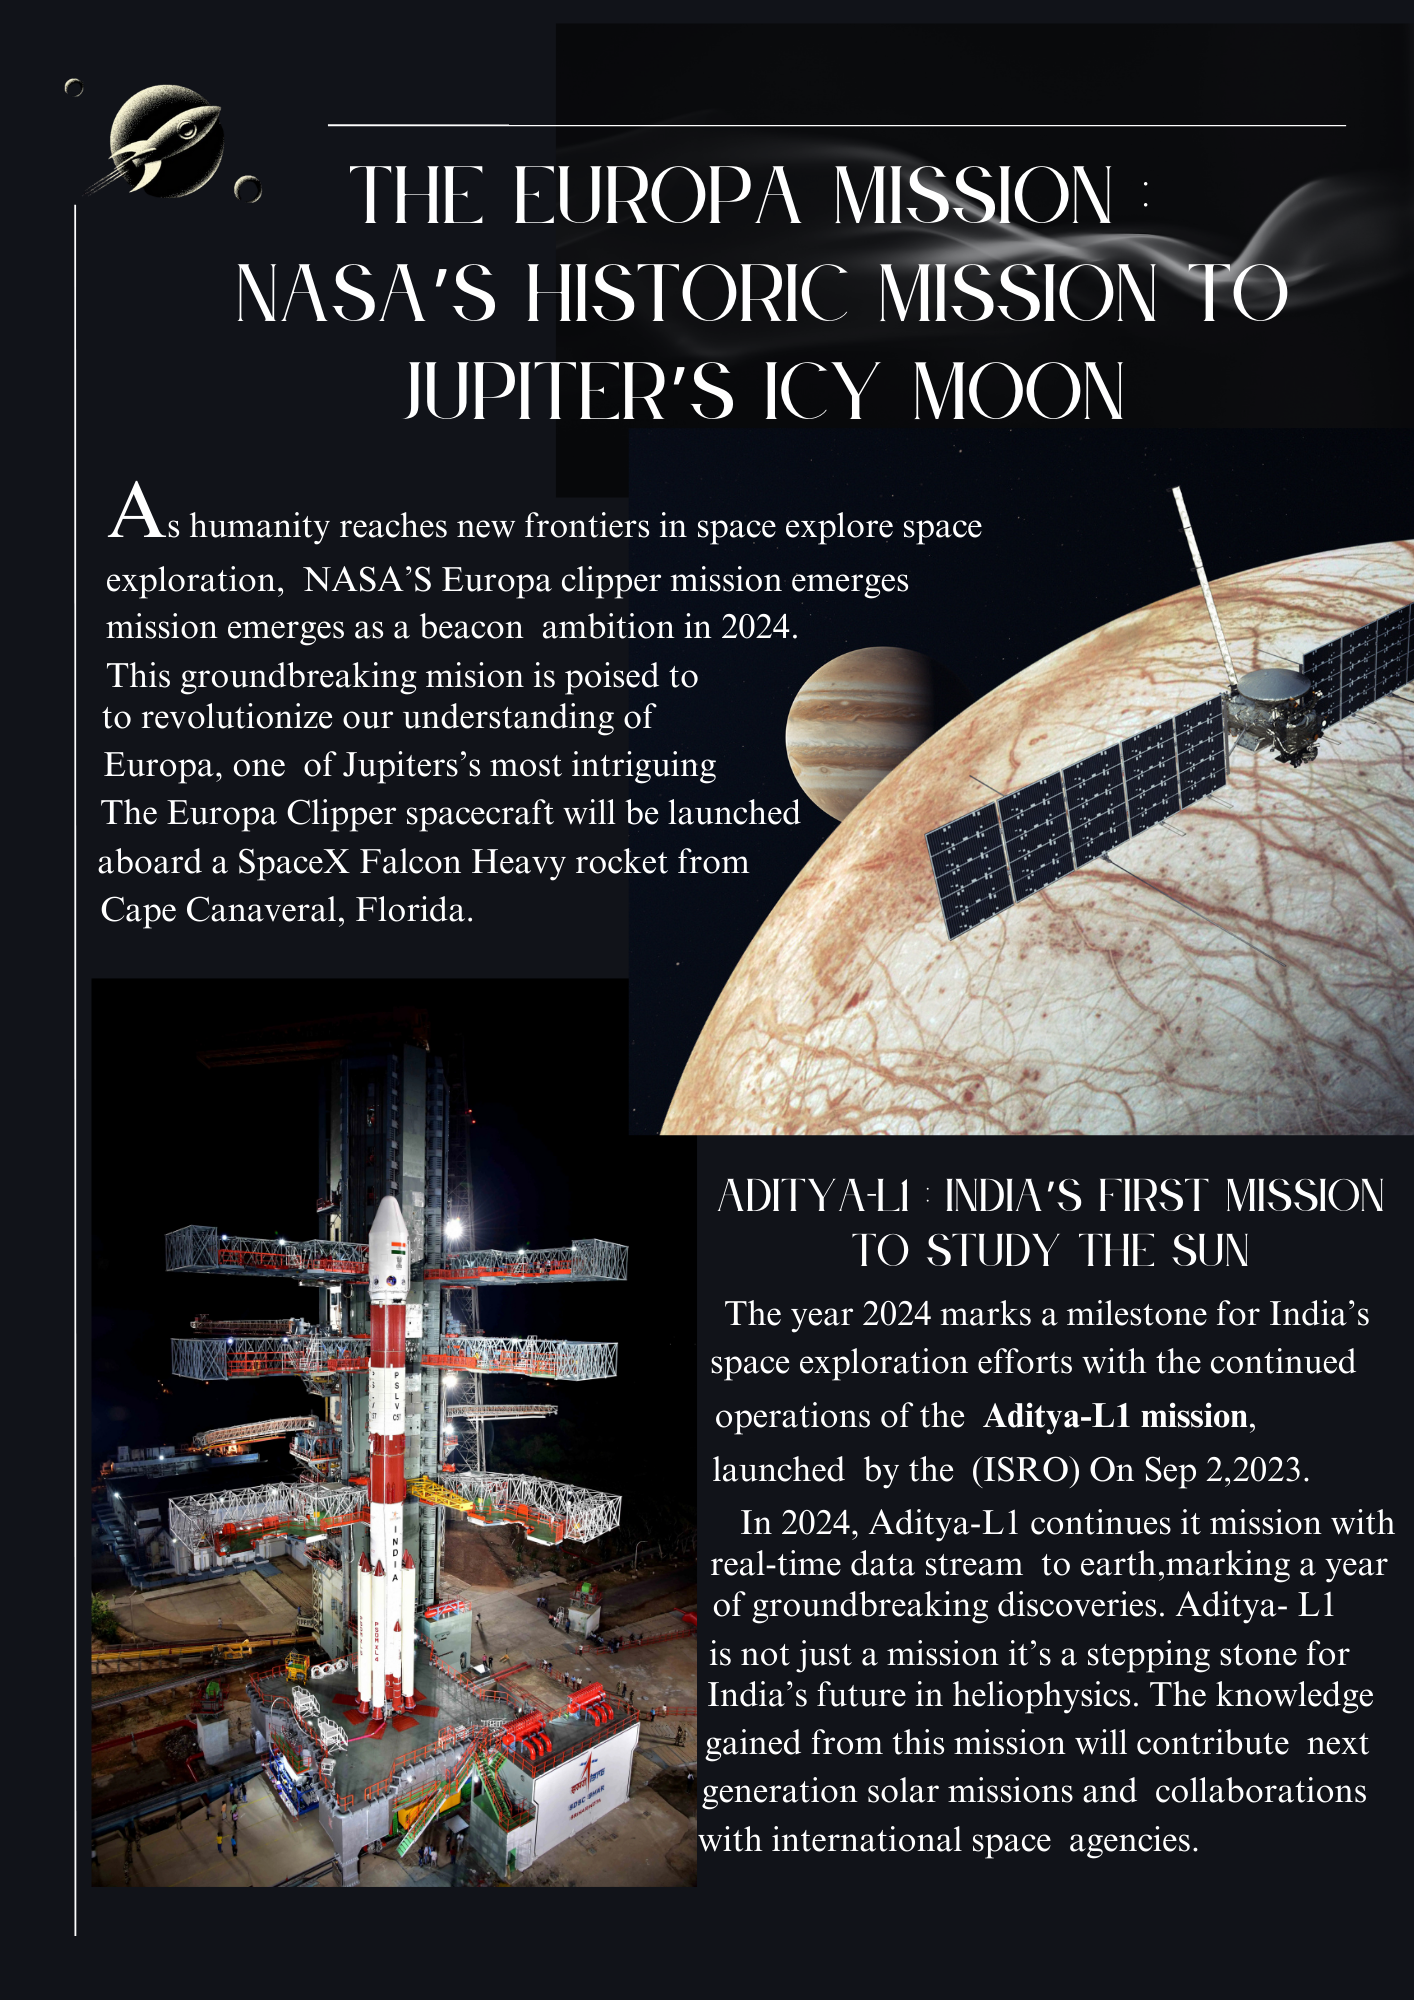 THE EUROPA MISSION :
NASA'S HISTORIC MISSION TO
JUPITER'S ICY MOON
As humanity reaches new frontiers in space explore space
exploration, NASA’S Europa clipper mission emerges
mission emerges as a beacon ambition in 2024.
This groundbreaking mision is poised to
to revolutionize our understanding of
Europa, one of Jupiters’s most intriguing
The Europa Clipper spacecraft will be launched
aboard a SpaceX Falcon Heavy rocket from
Cape Canaveral, Florida.
ADITYA-L1 : INDIA'S FIRST MISSION
TO STUDY THE SUN
The year 2024 marks a milestone for India’s
space exploration efforts with the continued
operations of the Aditya-L1 mission,
launched by the (ISRO) On Sep 2,2023.
In 2024, Aditya-L1 continues it mission with
real-time data stream to earth,marking a year
of groundbreaking discoveries. Aditya- L1
is not just a mission it’s a stepping stone for
India’s future in heliophysics. The knowledge
gained from this mission will contribute next
generation solar missions and collaborations
with international space agencies.
PSLV
INDIA